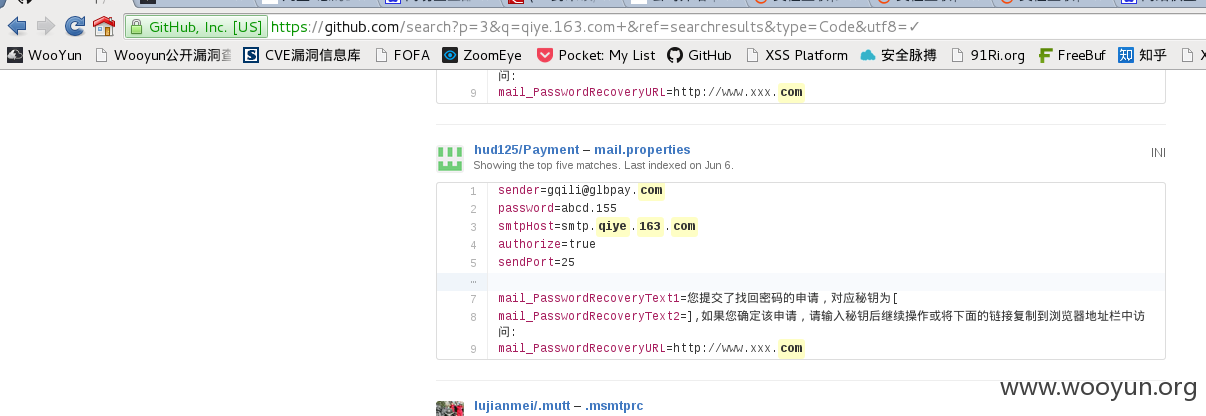 GitHub, Inc. [US] https://github.com/search?p=3&q=qiye.163.com+&ref=searchresults&type=Code&utf8=✓
WooYun Wooyun公开漏洞查 CVE漏洞信息库 FOFA ZoomEye Pocket: My List GitHub XSS Platform 安全脉搏 91Ri.org FreeBuf 知乎 X
问:
9 mail_PasswordRecoveryURL=http://www.xxx.com
hud125/Payment – mail.properties
INI
Showing the top five matches. Last indexed on Jun 6.
1 sender=gqili@glbpay.com
2 password=abcd.155
3 smtpHost=smtp.qiye.163.com
4 authorize=true
5 sendPort=25
…
7 mail_PasswordRecoveryText1=您提交了找回密码的申请，对应秘钥为[
8 mail_PasswordRecoveryText2=],如果您确定该申请，请输入秘钥后继续操作或将下面的链接复制到浏览器地址栏中访
问:
9 mail_PasswordRecoveryURL=http://www.xxx.com
lujianmei/.mutt – .msmtprc
www.wooyun.org